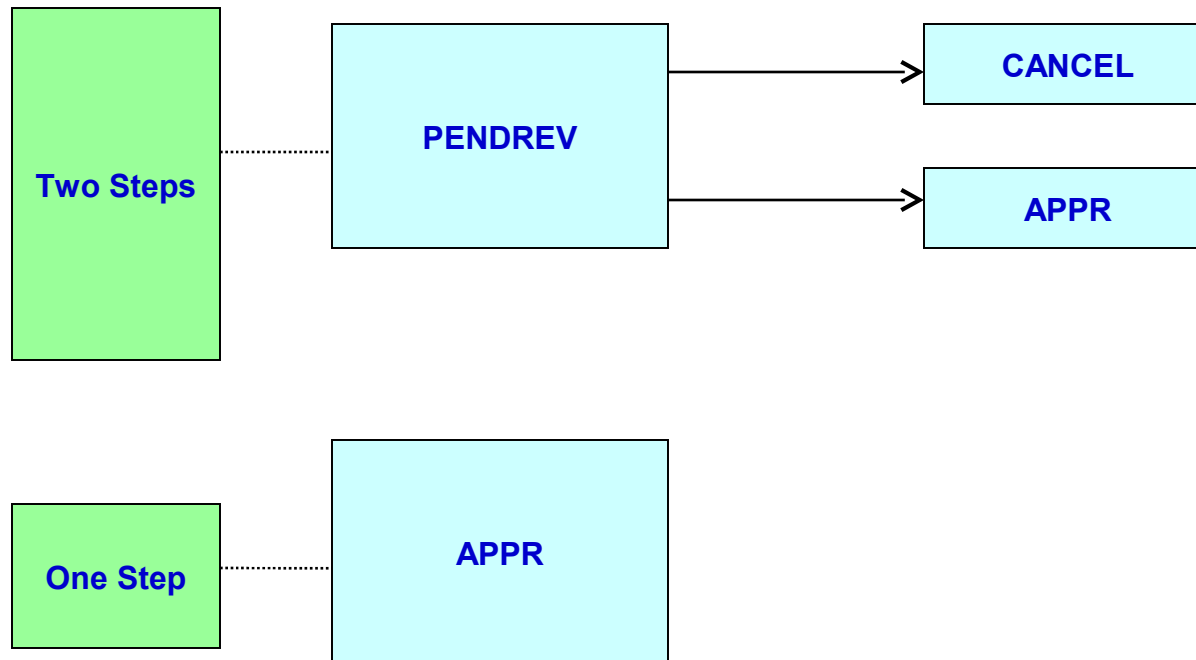 CANCEL
PENDREV
Two Steps
APPR
One Step
APPR